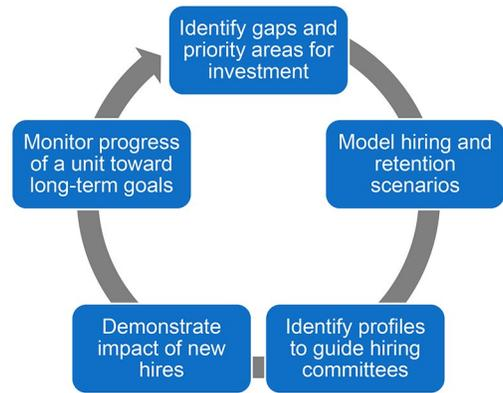 Identify gaps and
priority areas for
investment
Model hiring and
retention
scenarios
Identify profiles
to guide hiring
committees
Demonstrate
impact of new
hires
Monitor progress
of a unit toward
long-term goals